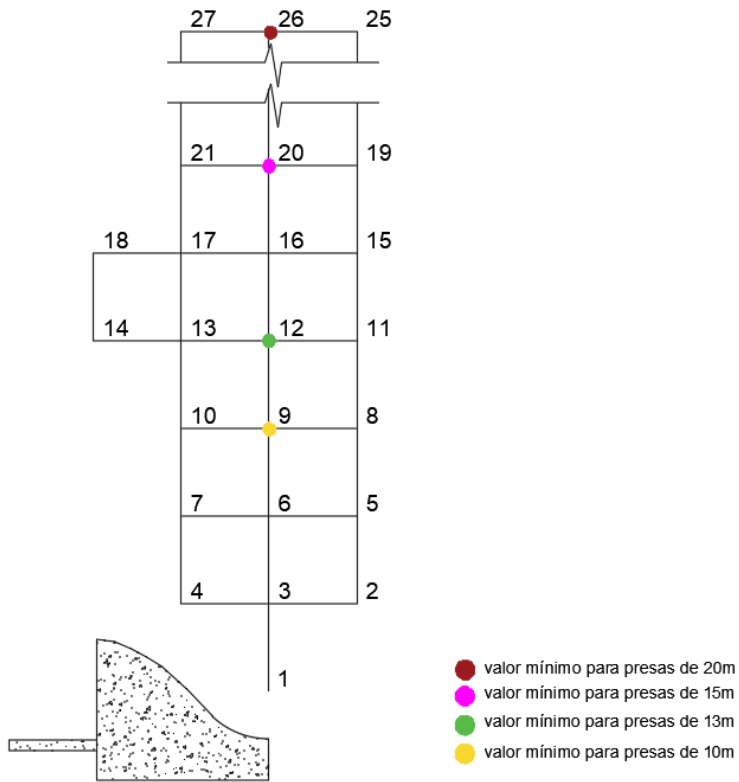 27 26 25
21 20 19
18 17 16 15
14 13 12 11
10 9 8
7 6 5
4 3 2
1
valor mínimo para presas de 20m
valor mínimo para presas de 15m
valor mínimo para presas de 13m
valor mínimo para presas de 10m